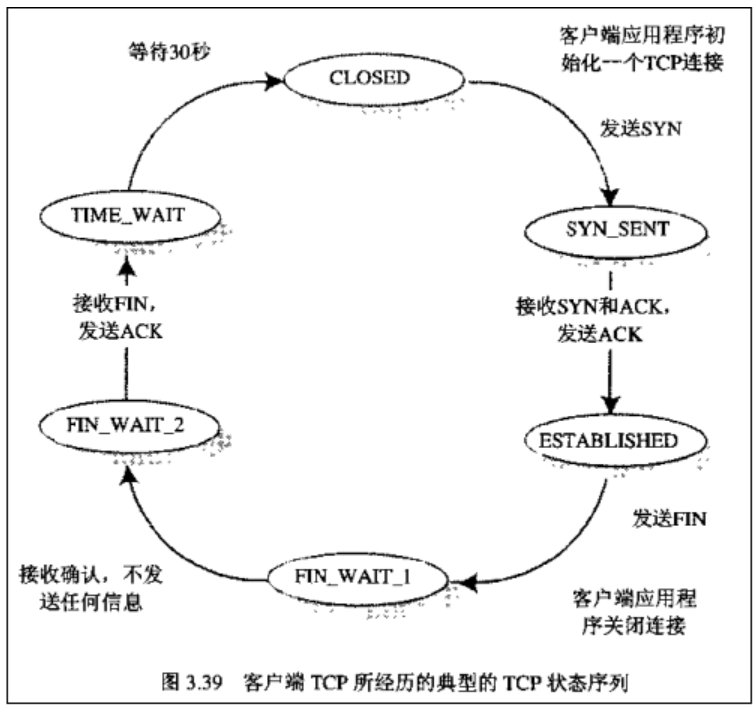 等待30秒
CLOSED
客户端应用程序初
始化一个TCP连接
发送SYN
TIME_WAIT
SYN_SENT
接收FIN,
发送ACK
接收SYN和ACK,
发送ACK
FIN_WAIT_2
ESTABLISHED
发送FIN
接收确认，不发
送任何信息
FIN_WAIT_1
客户端应用程
序关闭连接
图 3.39 客户端 TCP 所经历的典型的 TCP 状态序列